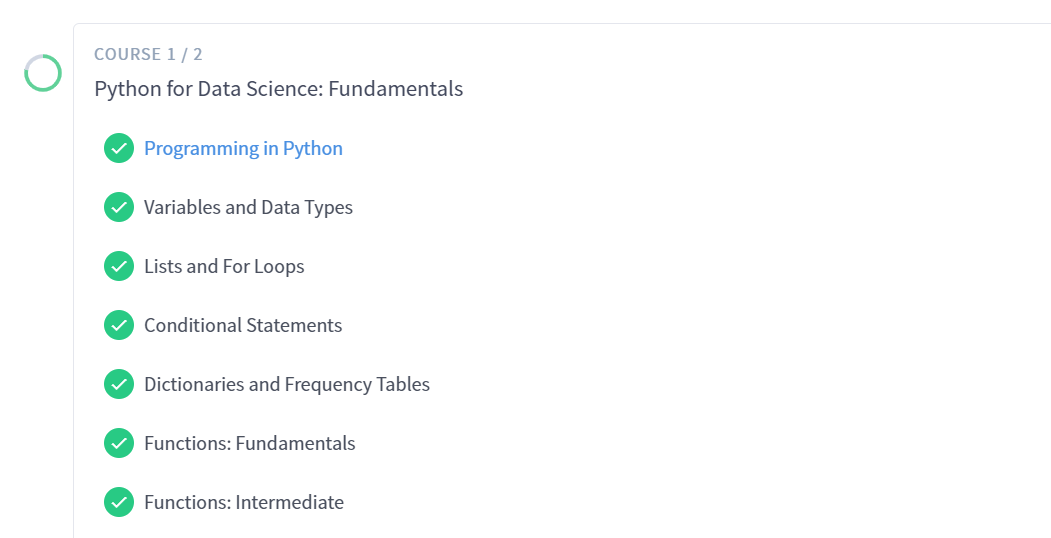 COURSE 1 / 2
Python for Data Science: Fundamentals
Programming in Python
Variables and Data Types
Lists and For Loops
Conditional Statements
Dictionaries and Frequency Tables
Functions: Fundamentals
Functions: Intermediate